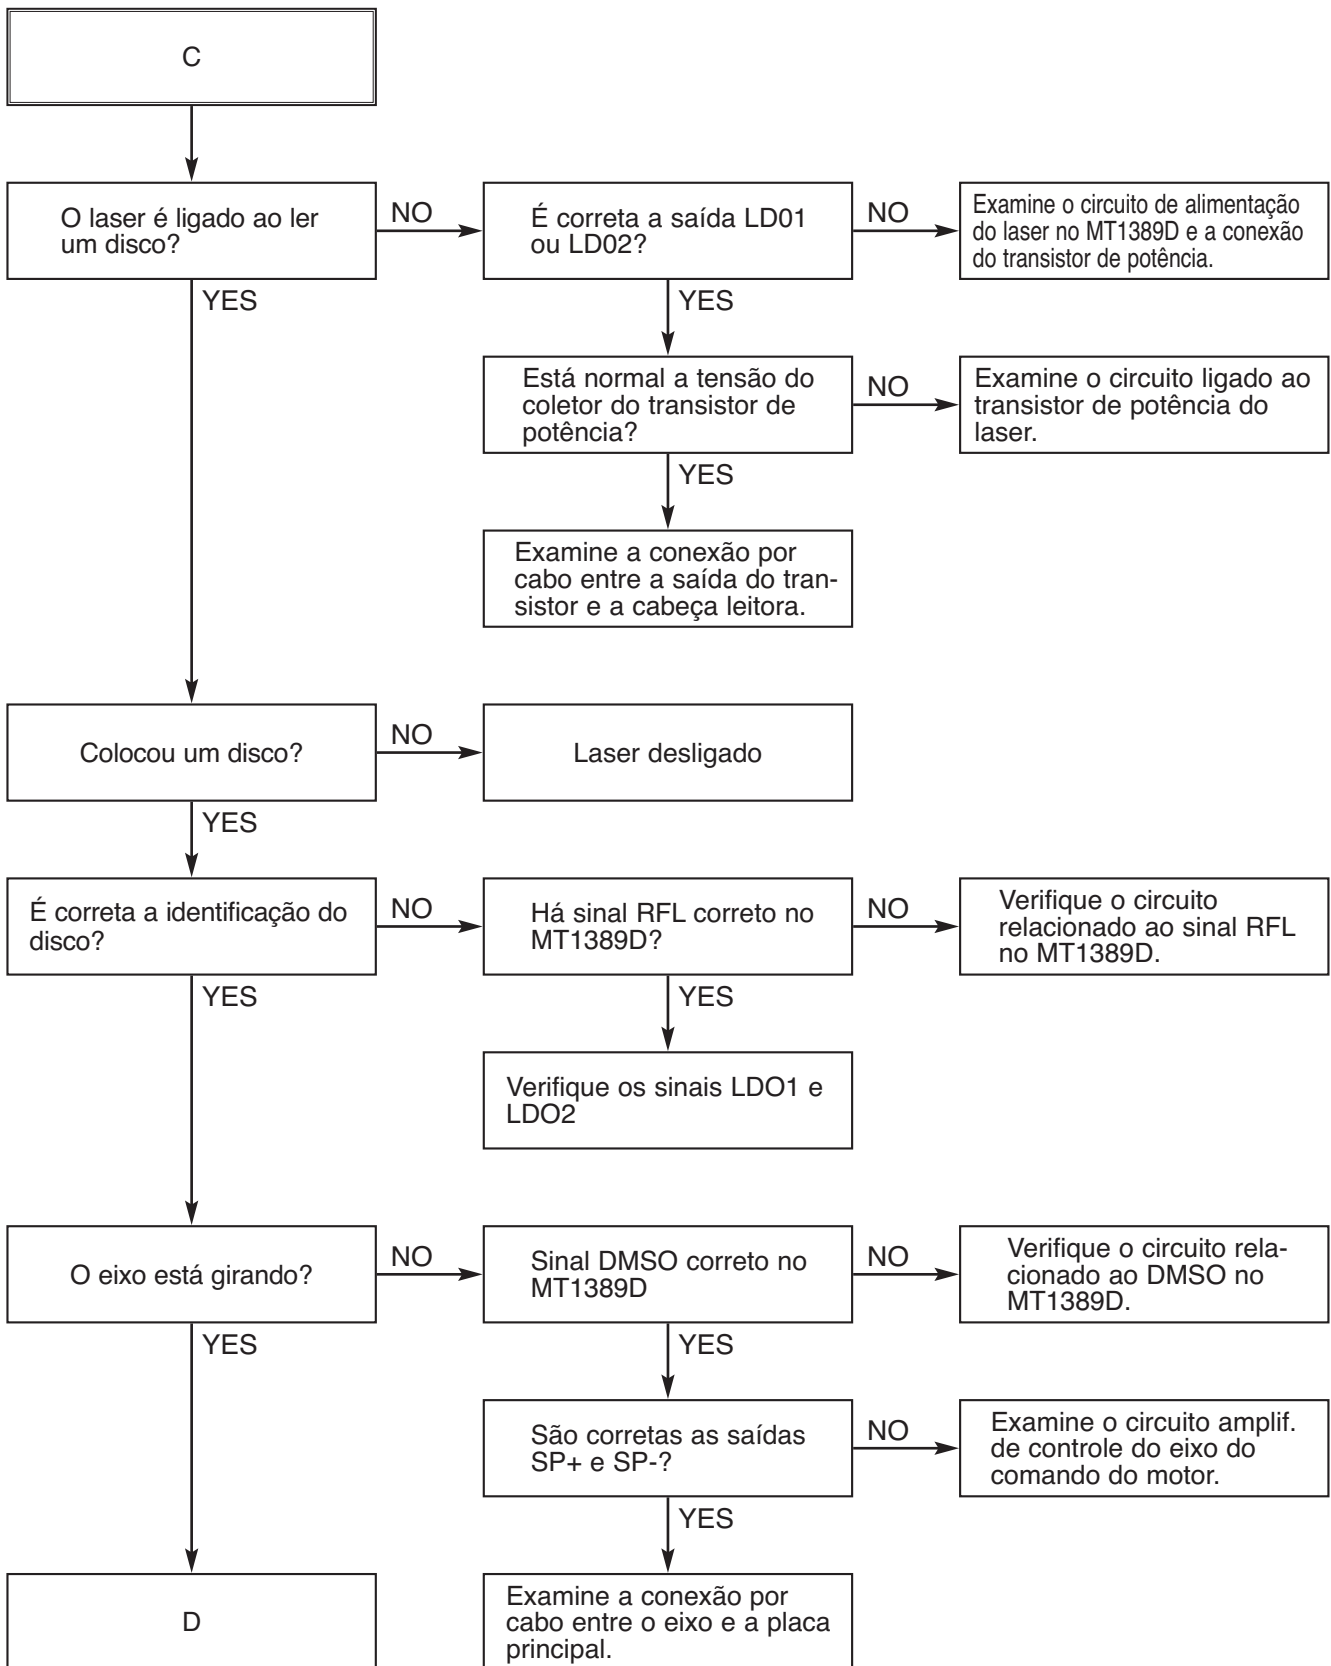 C
O laser é ligado ao ler
um disco?
NO
É correta a saída LD01
ou LD02?
NO
Examine o circuito de alimentação
do laser no MT1389D e a conexão
do transistor de potência.
YES
YES
Está normal a tensão do
coletor do transistor de
potência?
NO
Examine o circuito ligado ao
transistor de potência do
laser.
YES
Examine a conexão por
cabo entre a saída do tran-
sistor e a cabeça leitora.
Colocou um disco?
NO
Laser desligado
YES
É correta a identificação do
disco?
NO
Há sinal RFL correto no
MT1389D?
NO
Verifique o circuito
relacionado ao sinal RFL
no MT1389D.
YES
YES
Verifique os sinais LDO1 e
LDO2
O eixo está girando?
NO
Sinal DMSO correto no
MT1389D
NO
Verifique o circuito rela-
cionado ao DMSO no
MT1389D.
YES
YES
São corretas as saídas
SP+ e SP-?
NO
Examine o circuito amplif.
de controle do eixo do
comando do motor.
YES
D
Examine a conexão por
cabo entre o eixo e a placa
principal.